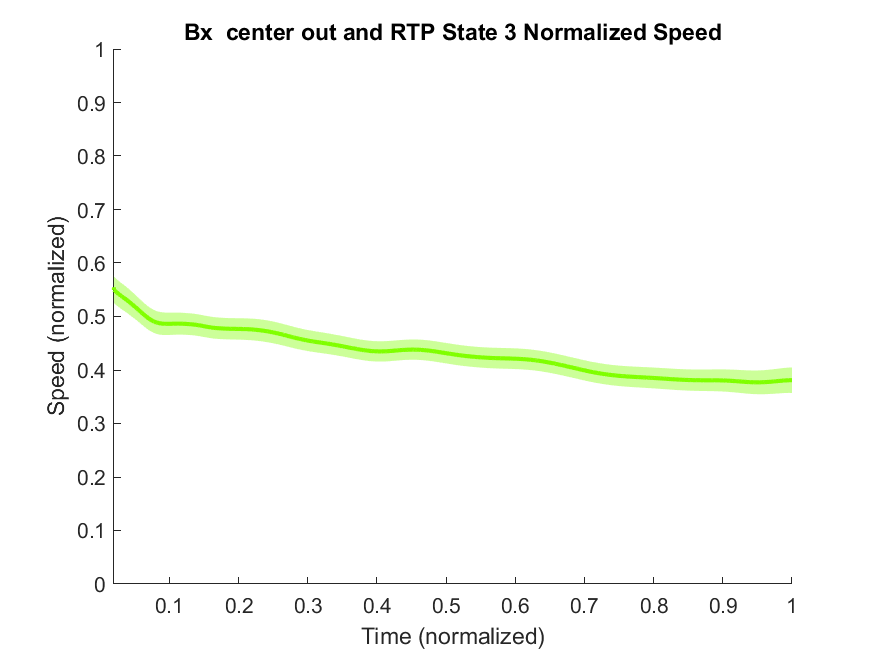 Bx  center out and RTP State 3 Normalized Speed
1
0.9
0.8
0.7
0.6
0.5
0.4
0.3
0.2
0.1
0
Speed (normalized)
0.1 0.2 0.3 0.4 0.5 0.6 0.7 0.8 0.9 1
Time (normalized)